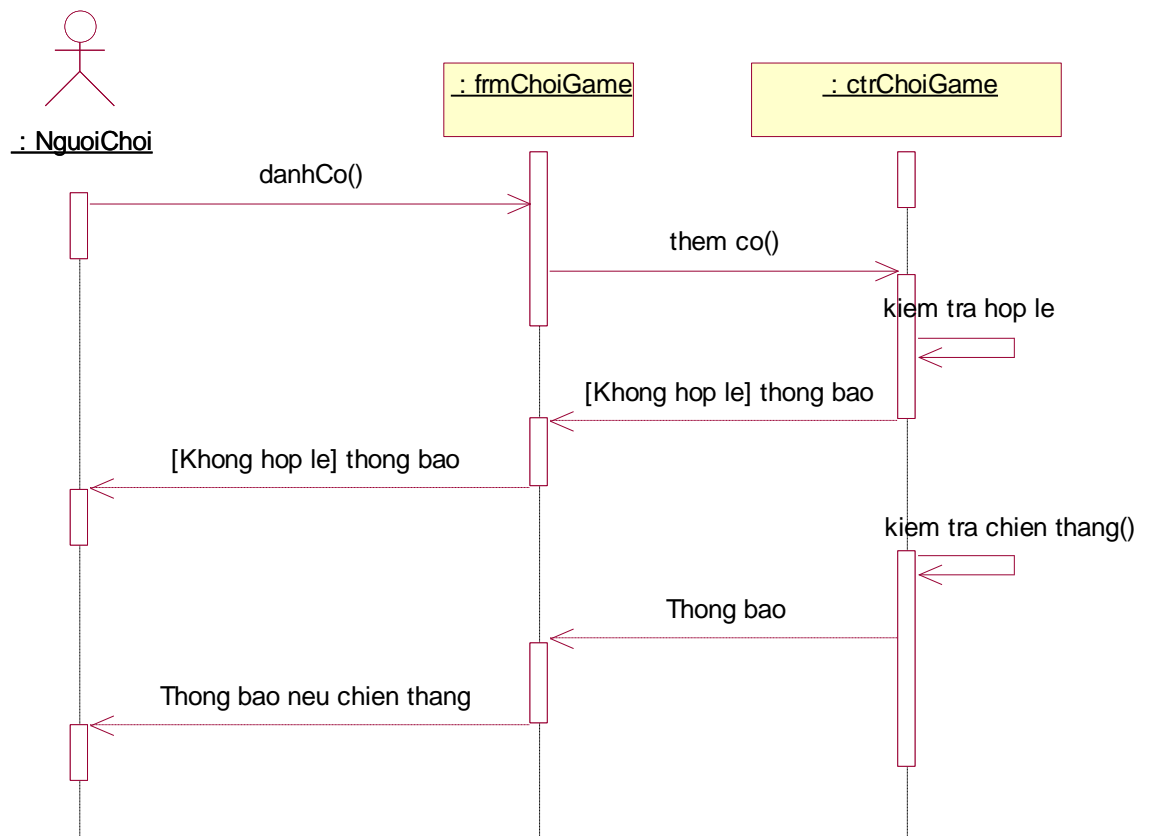 : NguoiChoi
: frmChoiGame
: ctrChoiGame
danhCo()
them co()
kiem tra hop le
[Khong hop le] thong bao
[Khong hop le] thong bao
kiem tra chien thang()
Thong bao
Thong bao neu chien thang